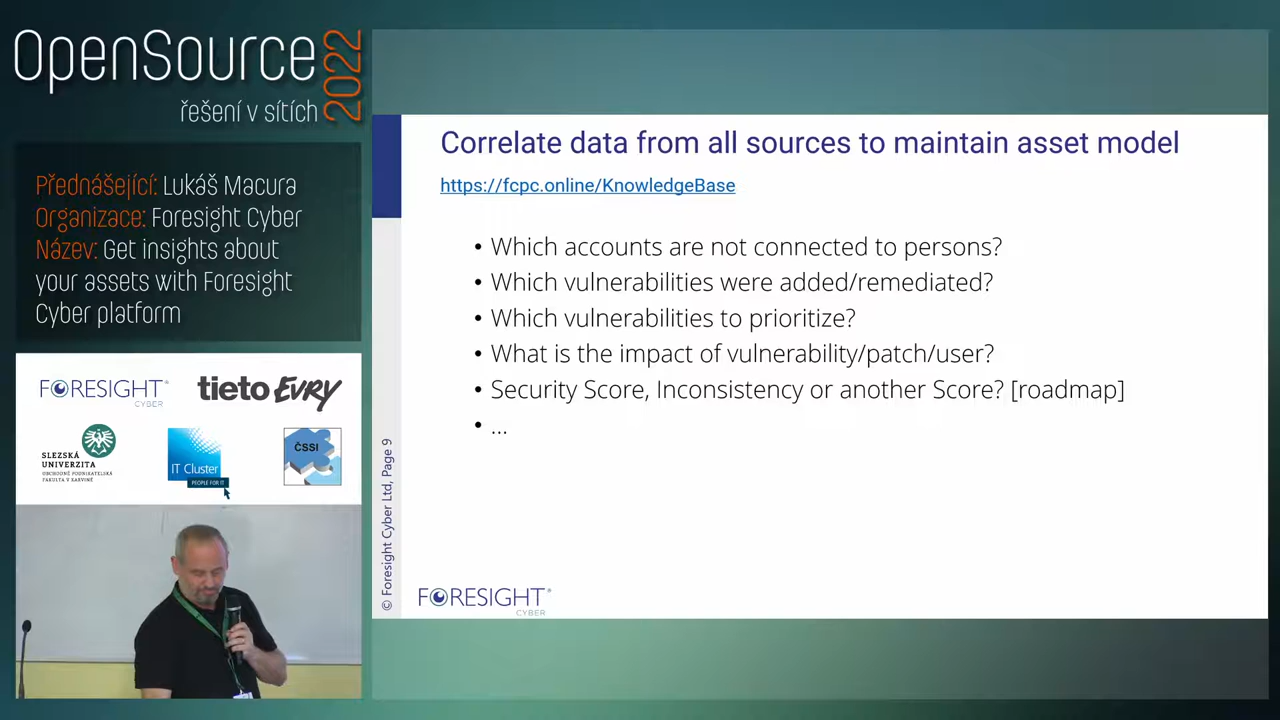 OpenSource
2022
řešení v sítích
Přednášející: Lukáš Macura
Organizace: Foresight Cyber
Název: Get insights about
your assets with Foresight
Cyber platform
FORESIGHT®
CYBER
tieto Evry
SLEZSKÁ
UNIVERZITA
OBCHODNĚ PODNIKATELSKÁ
FAKULTA V KARVINÉ
IT Cluster
PEOPLE FOR IT
ČSSI
Correlate data from all sources to maintain asset model
https://fcpc.online/KnowledgeBase
• Which accounts are not connected to persons?
• Which vulnerabilities were added/remediated?
• Which vulnerabilities to prioritize?
• What is the impact of vulnerability/patch/user?
• Security Score, Inconsistency or another Score? [roadmap]
• ...
© Foresight Cyber Ltd, Page 9
FORESIGHT®
CYBER